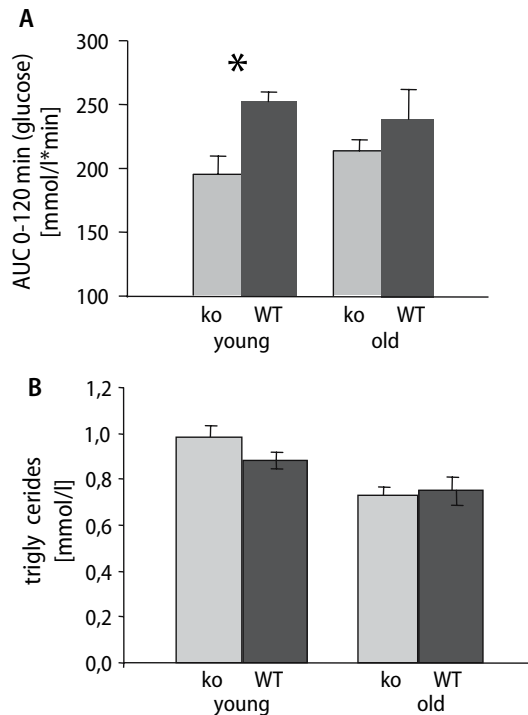 A
AUC 0-120 min (glucose)
[mmol/l*min]
300
250
200
150
100
*
ko WT ko WT
young old
B
trigly cerides
[mmol/l]
1,2
1,0
0,8
0,6
0,4
0,2
0,0
ko WT ko WT
young old